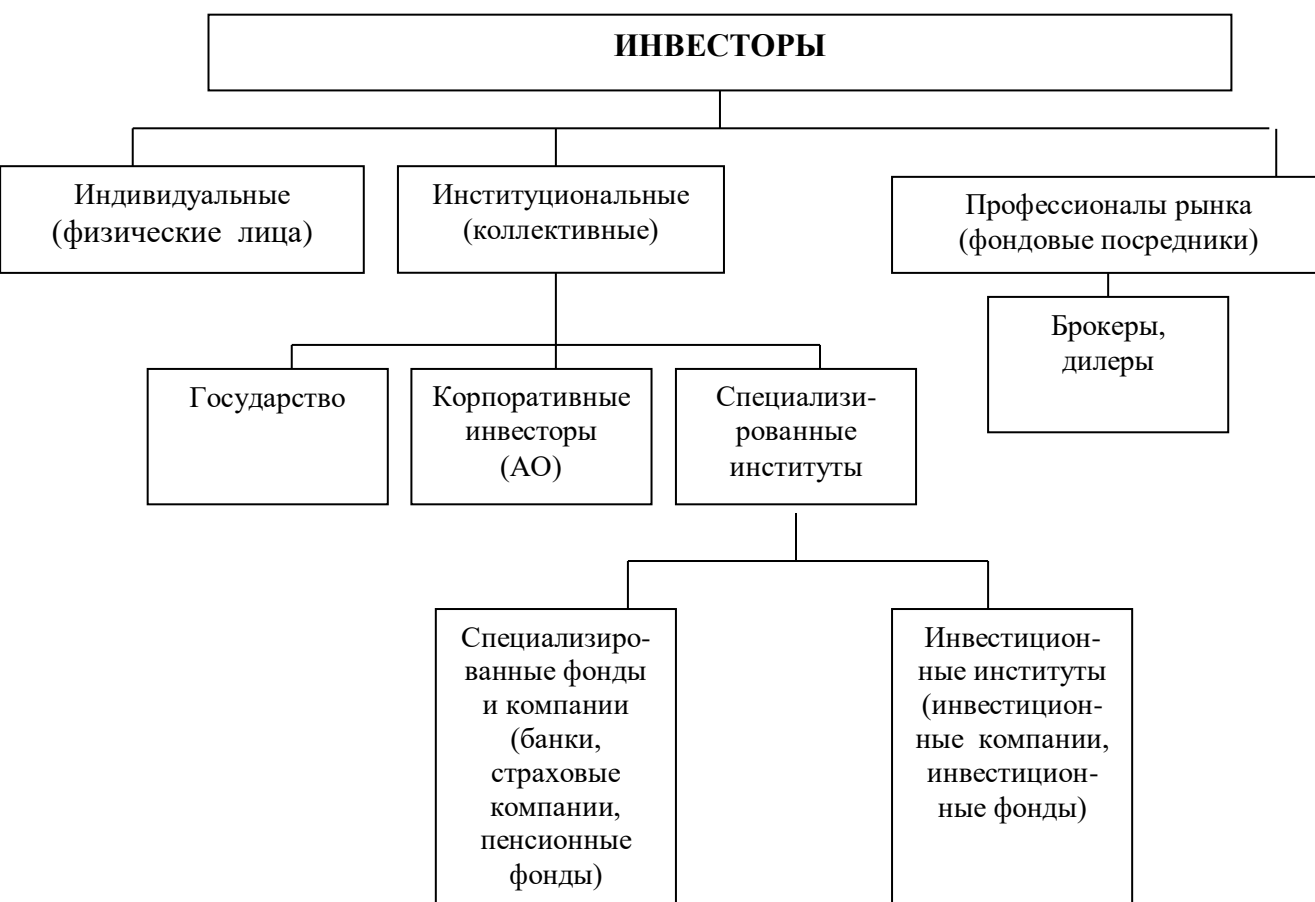 ИНВЕСТОРЫ
Индивидуальные
(физические лица)
Институциональные
(коллективные)
Профессионалы рынка
(фондовые посредники)
Брокеры,
дилеры
Государство
Корпоративные
инвесторы
(АО)
Специализи-
рованные
институты
Специализиро-
ванные фонды
и компании
(банки,
страховые
компании,
пенсионные
фонды)
Инвестицион-
ные институты
(инвестицион-
ные компании,
инвестицион-
ные фонды)